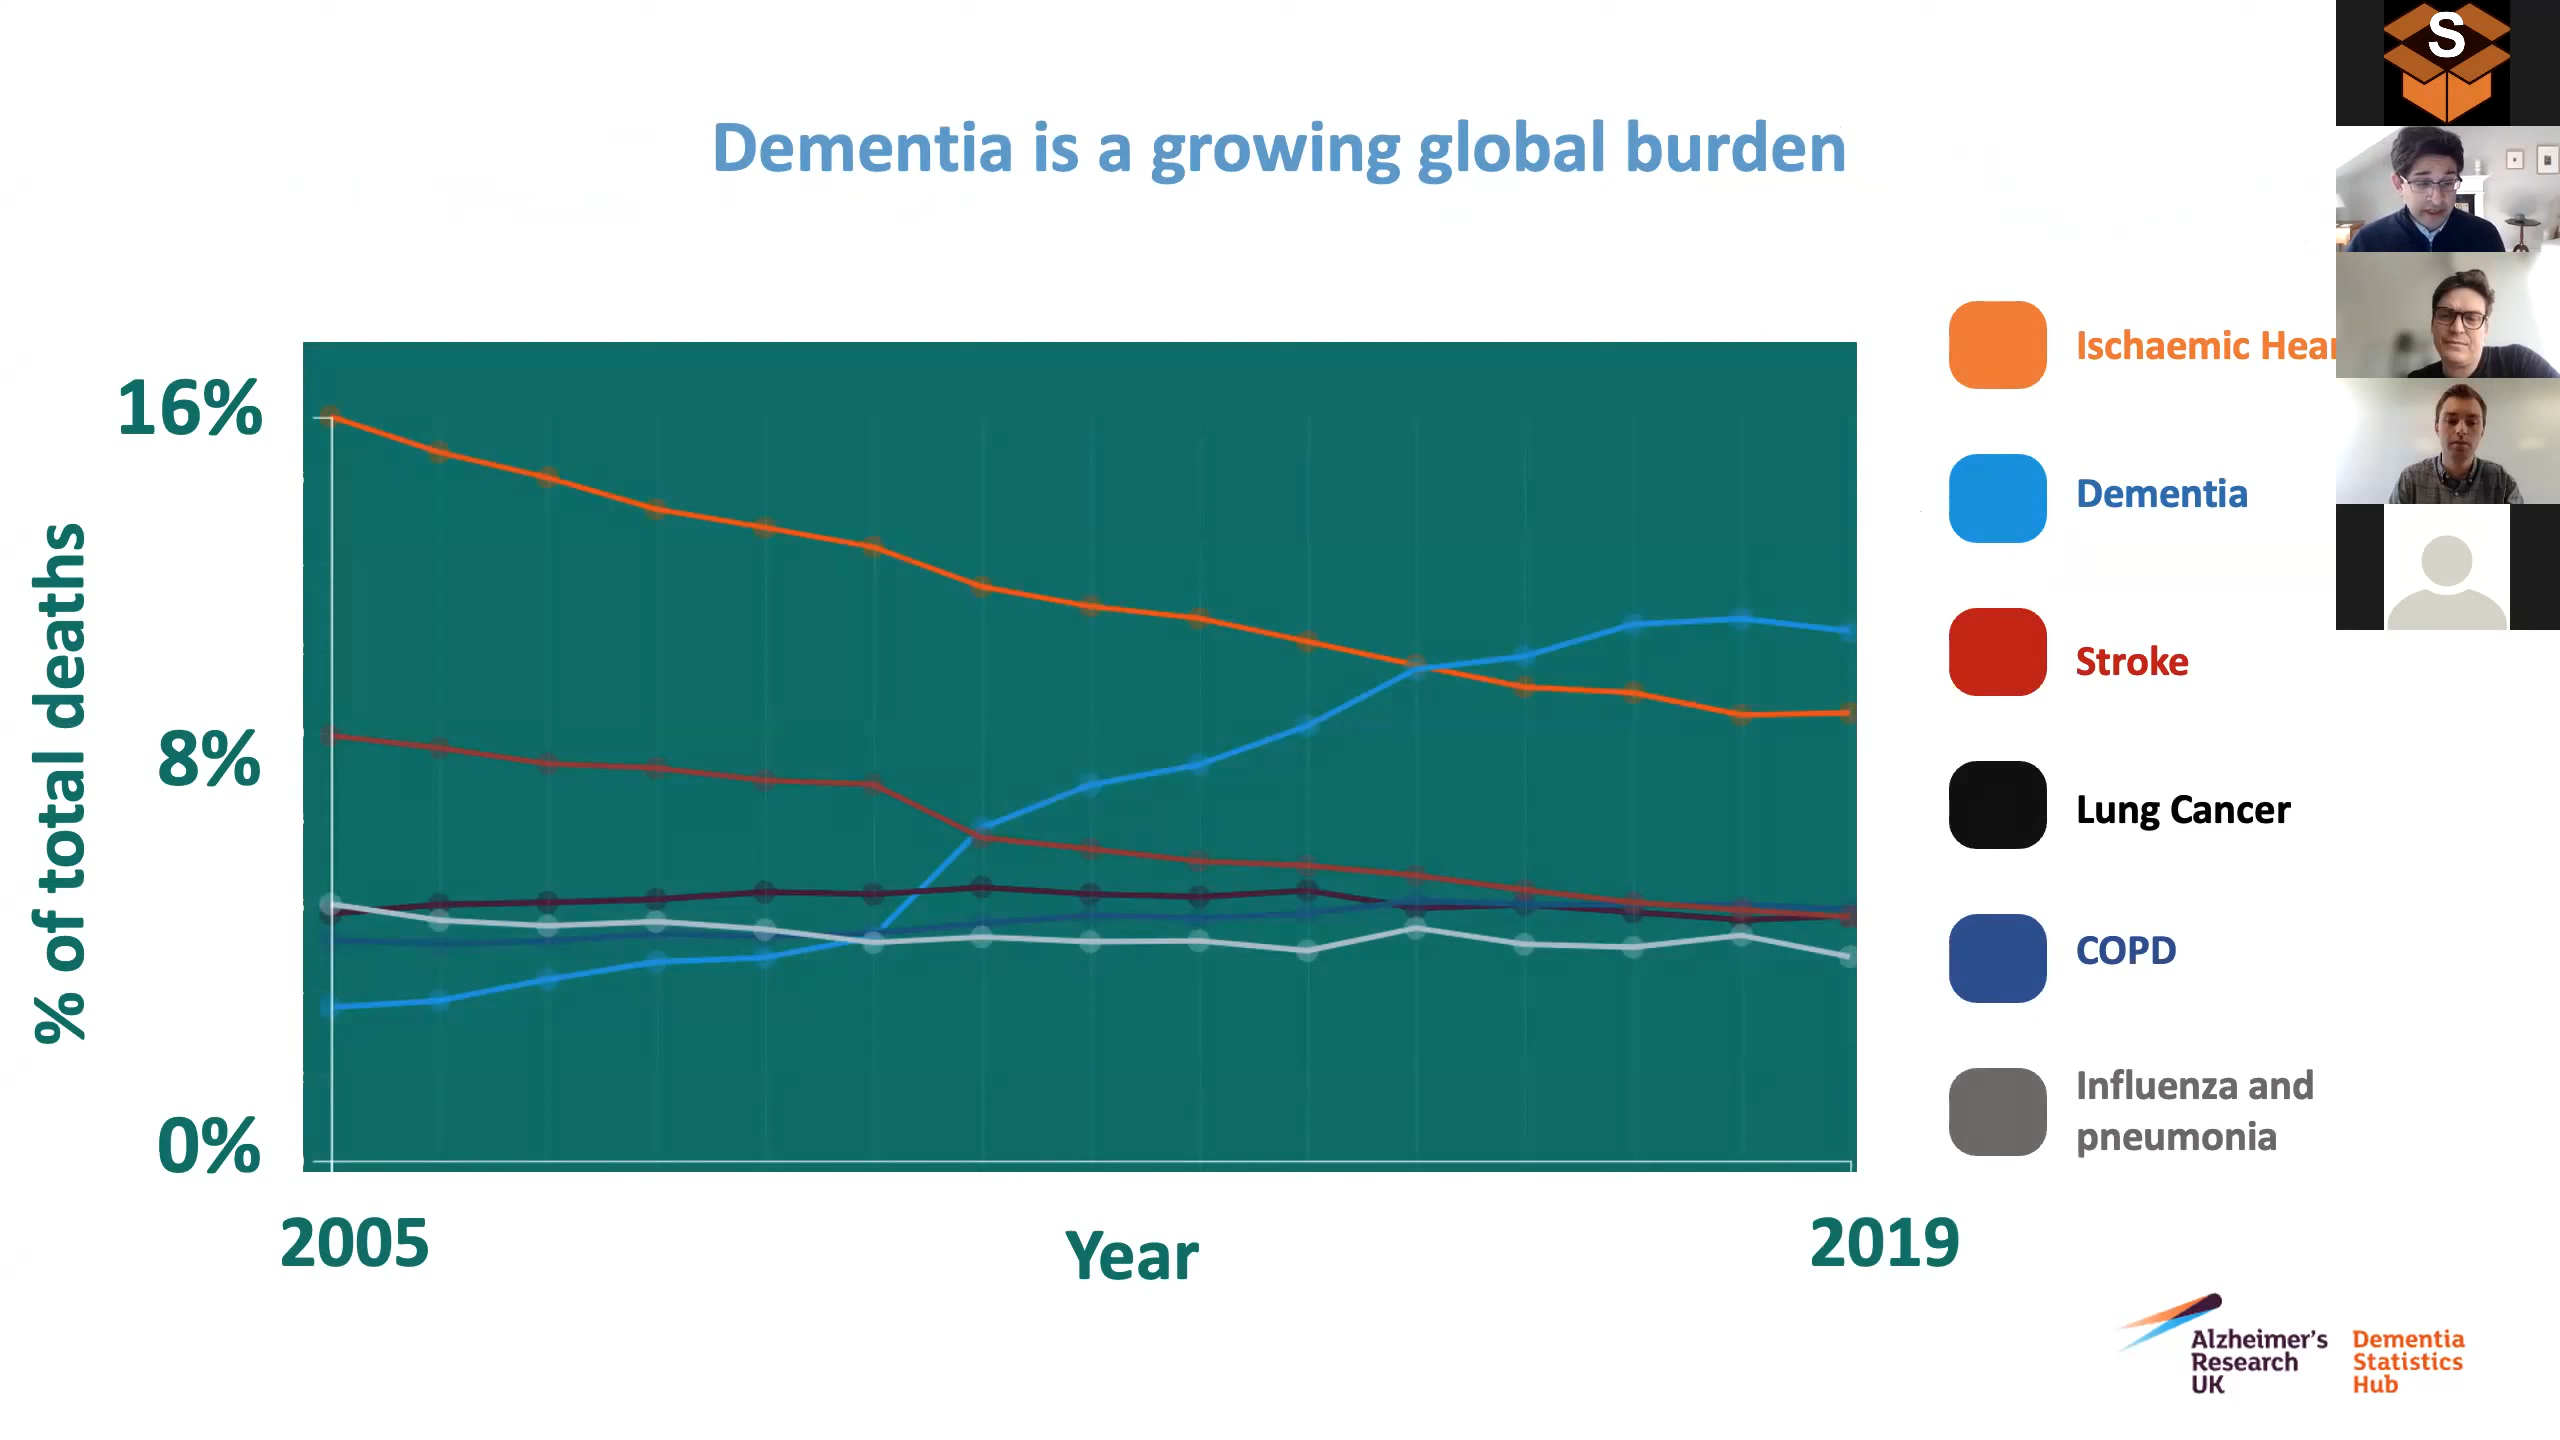 S
Dementia is a growing global burden
Ischaemic Hear
16%
Dementia
% of total deaths
Stroke
8%
Lung Cancer
COPD
Influenza and
pneumonia
0%
2005
Year
2019
Alzheimer's
Research
UK
Dementia
Statistics
Hub